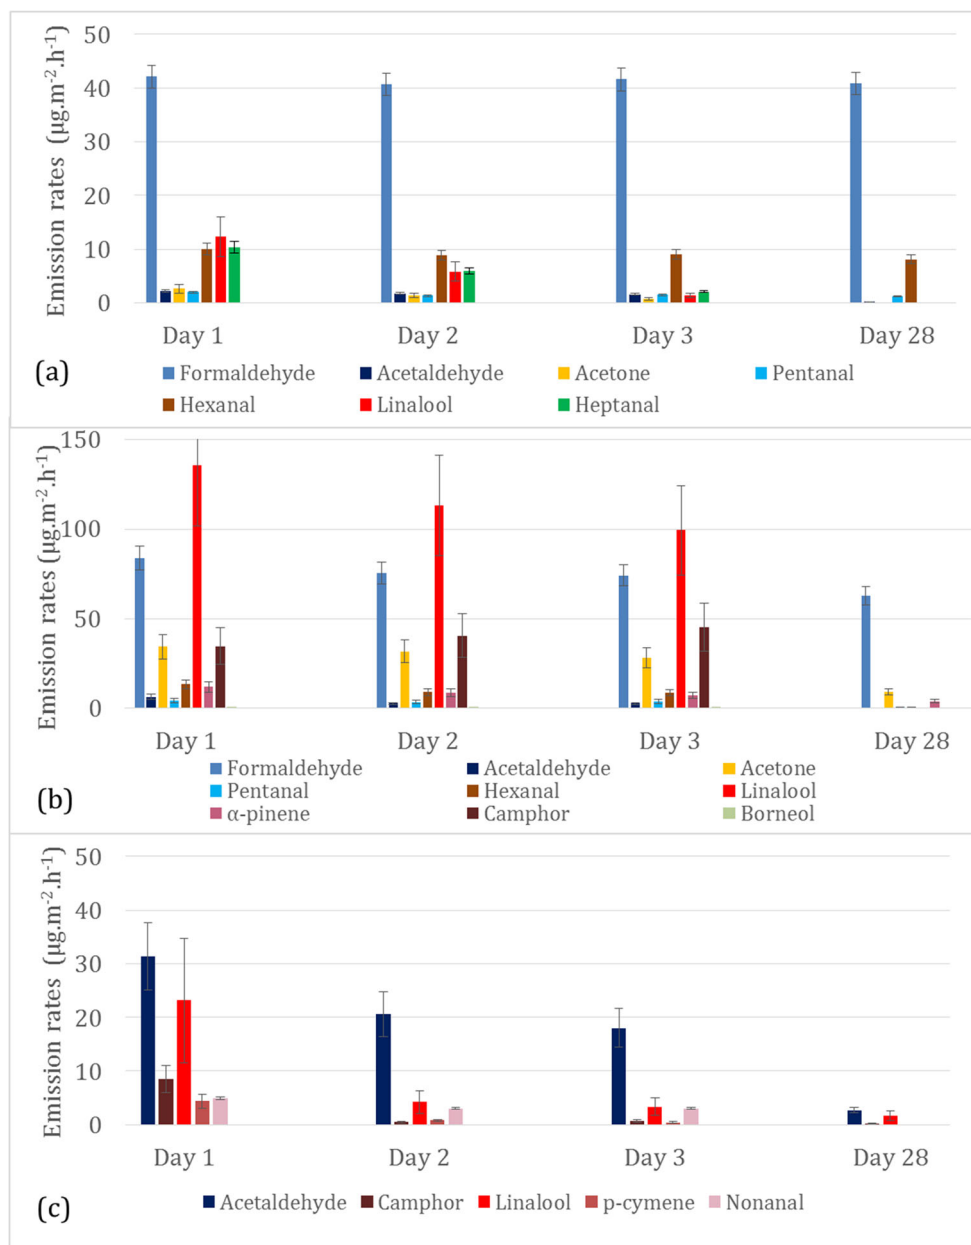 Emission rates (µg.m⁻².h⁻¹)
50
40
30
20
10
0
Day 1 Day 2 Day 3 Day 28
(a)
Formaldehyde Acetaldehyde Acetone Pentanal
Hexanal Linalool Heptanal
Emission rates (µg.m⁻².h⁻¹)
150
100
50
0
Day 1 Day 2 Day 3 Day 28
Formaldehyde Acetaldehyde Acetone
Pentanal Hexanal Linalool
(b)
α-pinene Camphor Borneol
Emission rates (µg.m⁻².h⁻¹)
50
40
30
20
10
0
Day 1 Day 2 Day 3 Day 28
(c)
Acetaldehyde Camphor Linalool p-cymene Nonanal